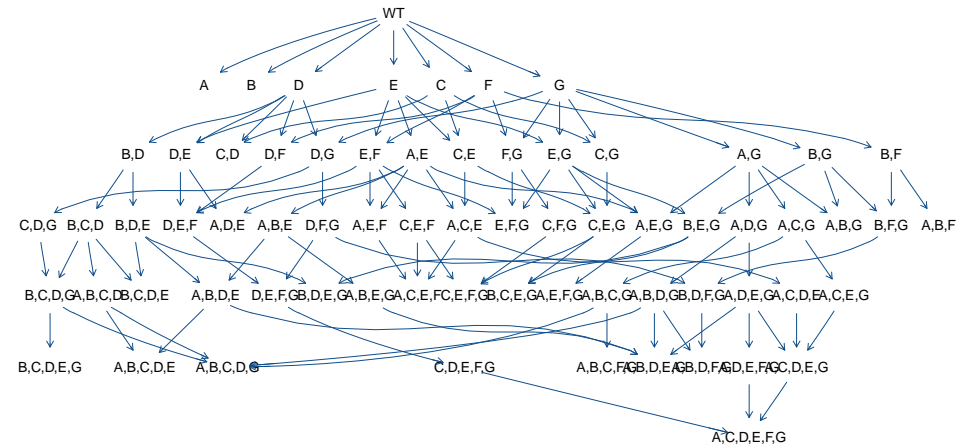 WT
A B D E C F G
B,D D,E C,D D,F D,G E,F A,E C,E F,G E,G C,G A,G B,G B,F
C,D,G B,C,D B,D,E D,E,F A,D,E A,B,E D,F,G A,E,F C,E,F A,C,E E,F,G C,F,G C,E,G A,E,G B,E,G A,D,G A,C,G A,B,G B,F,G A,B,F
B,C,D,G A,B,C,D B,C,D,E A,B,D,E D,E,F,G B,D,E,G A,B,E,G A,C,E,F C,E,F,G B,C,E,G A,E,F,G A,B,C,G A,B,D,G B,D,F,G A,D,E,G A,C,D,E A,C,E,G
B,C,D,E,G A,B,C,D,E A,B,C,D,G C,D,E,F,G A,B,C,F,G A,B,D,E,G A,B,D,F,G A,D,E,F,G A,C,D,E,G
A,C,D,E,F,G